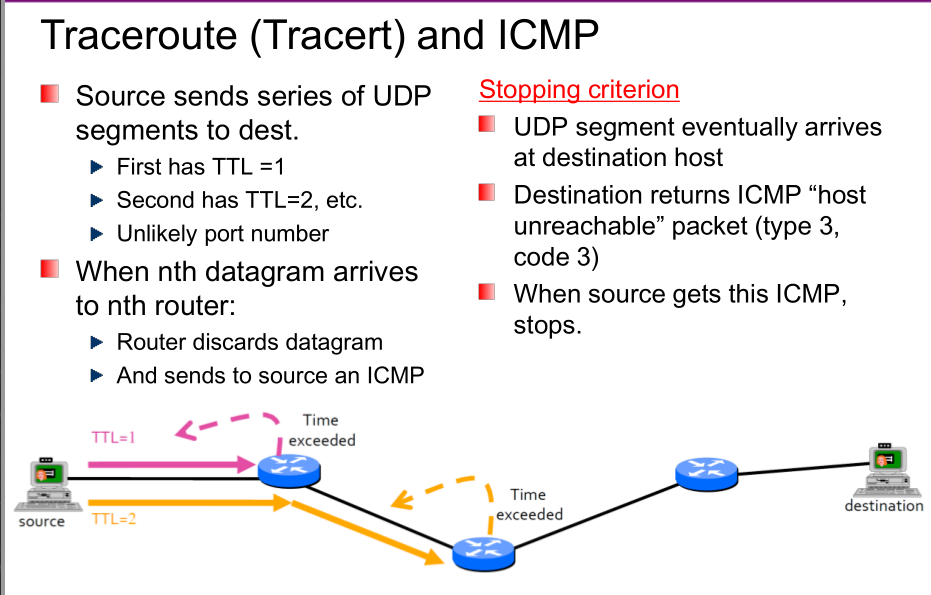 Traceroute (Tracert) and ICMP
Source sends series of UDP
segments to dest.
First has TTL =1
Second has TTL=2, etc.
Unlikely port number
When nth datagram arrives
to nth router:
Router discards datagram
And sends to source an ICMP
Stopping criterion
UDP segment eventually arrives
at destination host
Destination returns ICMP “host
unreachable” packet (type 3,
code 3)
When source gets this ICMP,
stops.
TTL=1
Time
exceeded
source
TTL=2
Time
exceeded
destination